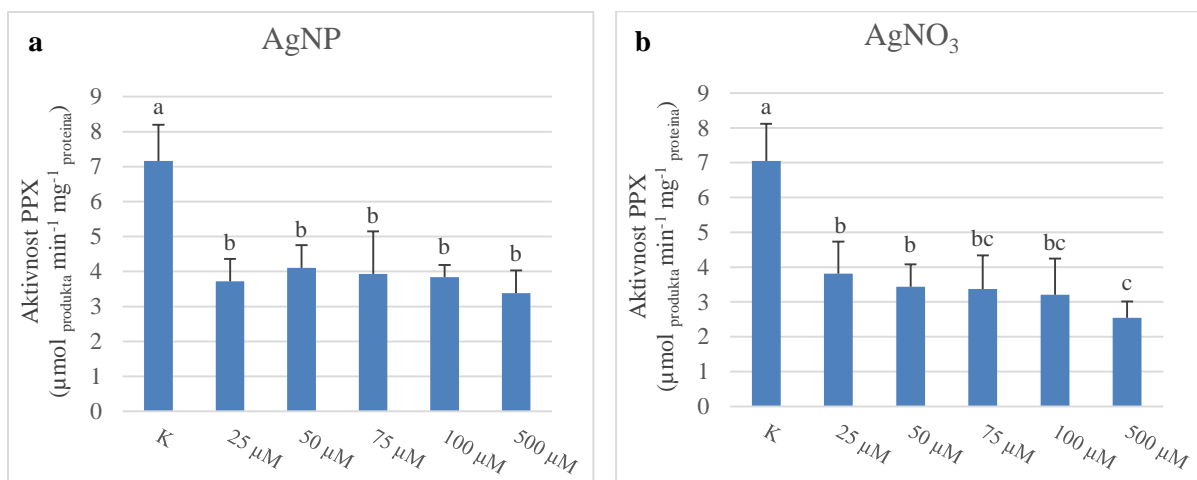 a
AgNP
Aktivnost PPX
(µmol produkta min-1 mg-1 proteina)
9
8
7
6
5
4
3
2
1
0
a
b
b
b
b
b
K
25 µM
50 µM
75 µM
100 µM
500 µM
b
AgNO3
Aktivnost PPX
(µmol produkta min-1 mg-1 proteina)
9
8
7
6
5
4
3
2
1
0
a
b
b
bc
bc
c
K
25 µM
50 µM
75 µM
100 µM
500 µM